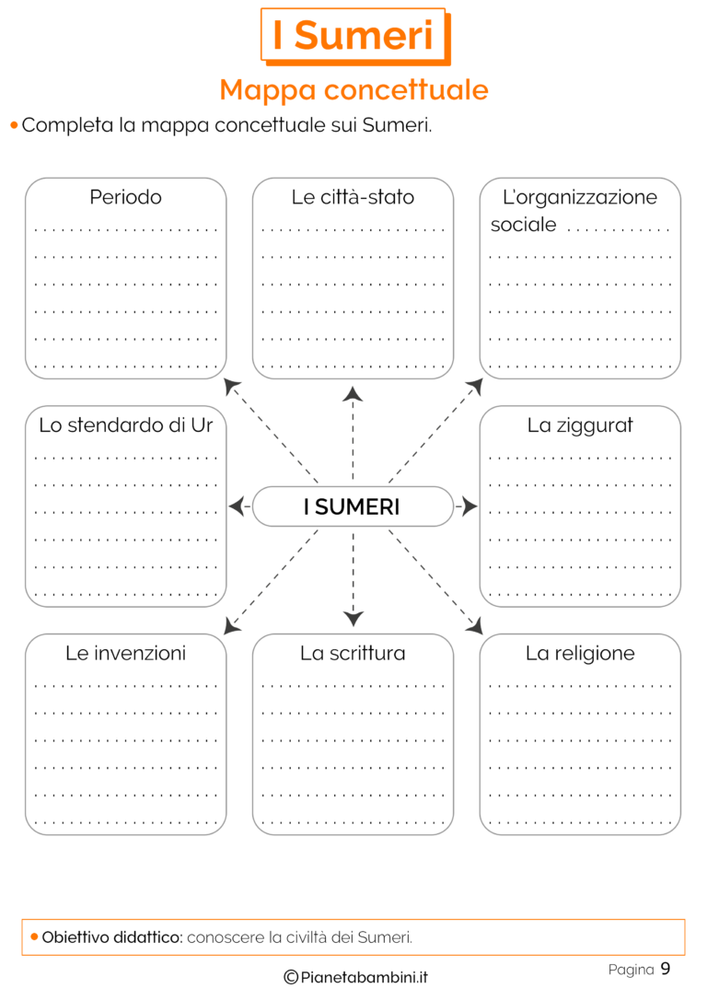 I Sumeri
Mappa concettuale
Completa la mappa concettuale sui Sumeri.
Periodo
Le città-stato
L'organizzazione
sociale
Lo stendardo di Ur
La ziggurat
I SUMERI
Le invenzioni
La scrittura
La religione
Obiettivo didattico: conoscere la civiltà dei Sumeri.
Pagina 9
©Pianetabambini.it